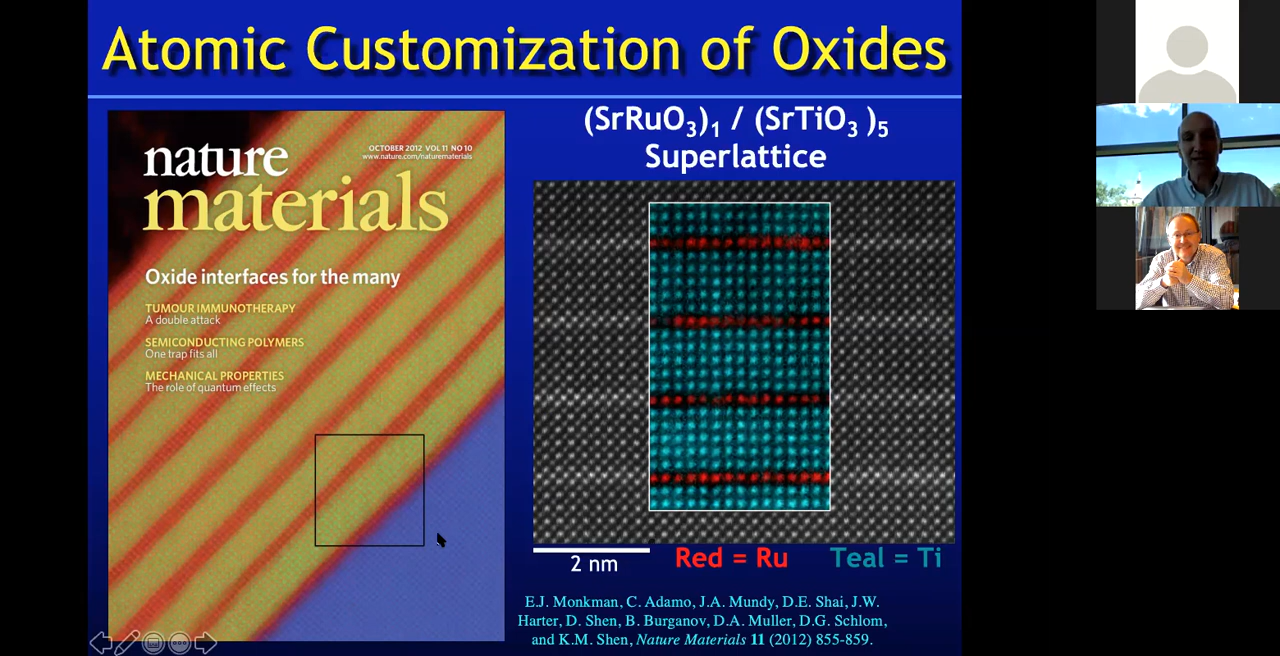 Atomic Customization of Oxides
nature
materials
OCTOBER 2012 VOL 11 NO 10
www.nature.com/naturematerials
Oxide interfaces for the many
TUMOUR IMMUNOTHERAPY
A double attack
SEMICONDUCTING POLYMERS
One trap fits all
MECHANICAL PROPERTIES
The role of quantum effects
(SrRuO₃)₁ / (SrTiO₃ )₅
Superlattice
2 nm
Red = Ru
Teal = Ti
E.J. Monkman, C. Adamo, J.A. Mundy, D.E. Shai, J.W.
Harter, D. Shen, B. Burganov, D.A. Muller, D.G. Schlom,
and K.M. Shen, Nature Materials 11 (2012) 855-859.